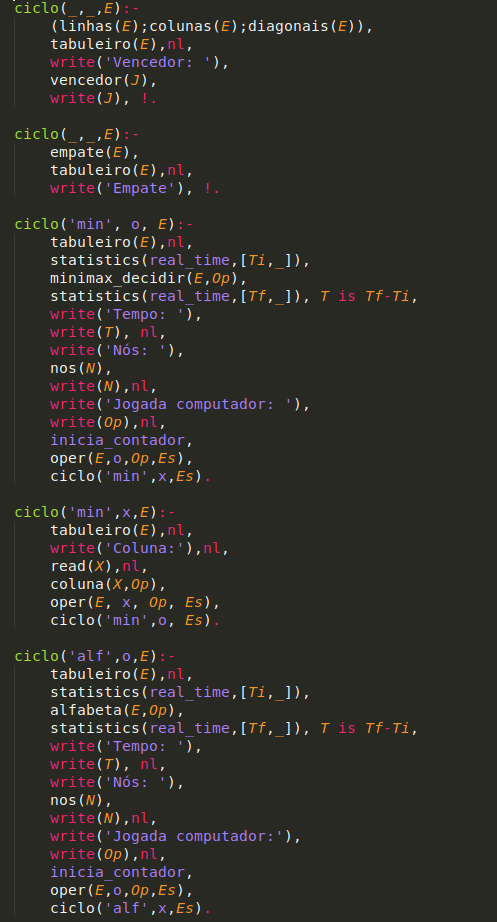 ciclo(_,_,E):-
    (linhas(E);colunas(E);diagonais(E)),
    tabuleiro(E),nl,
    write('Vencedor: '),
    vencedor(J),
    write(J), !.

ciclo(_,_,E):-
    empate(E),
    tabuleiro(E),nl,
    write('Empate'), !.

ciclo('min', o, E):-
    tabuleiro(E),nl,
    statistics(real_time,[Ti,_]),
    minimax_decidir(E,Op),
    statistics(real_time,[Tf,_]), T is Tf-Ti,
    write('Tempo: '),
    write(T), nl,
    write('Nós: '),
    nos(N),
    write(N),nl,
    write('Jogada computador: '),
    write(Op),nl,
    inicia_contador,
    oper(E,o,Op,Es),
    ciclo('min',x,Es).

ciclo('min',x,E):-
    tabuleiro(E),nl,
    write('Coluna:'),nl,
    read(X),nl,
    coluna(X,Op),
    oper(E, x, Op, Es),
    ciclo('min',o, Es).

ciclo('alf',o,E):-
    tabuleiro(E),nl,
    statistics(real_time,[Ti,_]),
    alfabeta(E,Op),
    statistics(real_time,[Tf,_]), T is Tf-Ti,
    write('Tempo: '),
    write(T), nl,
    write('Nós: '),
    nos(N),
    write(N),nl,
    write('Jogada computador:'),
    write(Op),nl,
    inicia_contador,
    oper(E,o,Op,Es),
    ciclo('alf',x,Es).